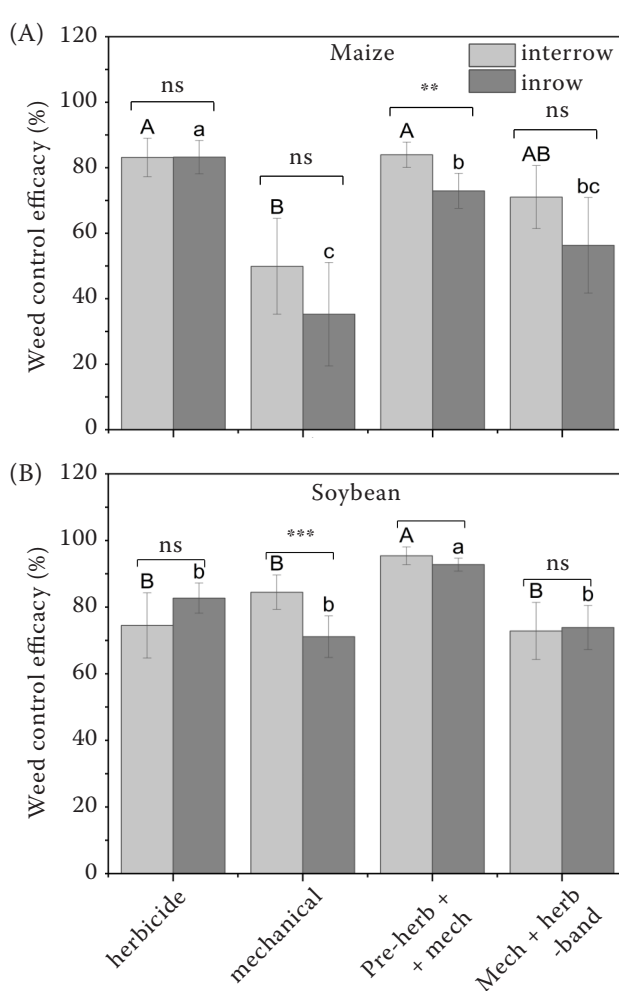 (A)
120
100
80
60
40
20
0
Weed control efficacy (%)
Maize
interrow
inrow
ns
A a
ns
B c
**
A b
ns
AB bc
(B)
120
100
80
60
40
20
0
Weed control efficacy (%)
Soybean
ns
B b
***
B b
A a
ns
B b
herbicide
mechanical
Pre-herb +
+ mech
Mech + herb
-band